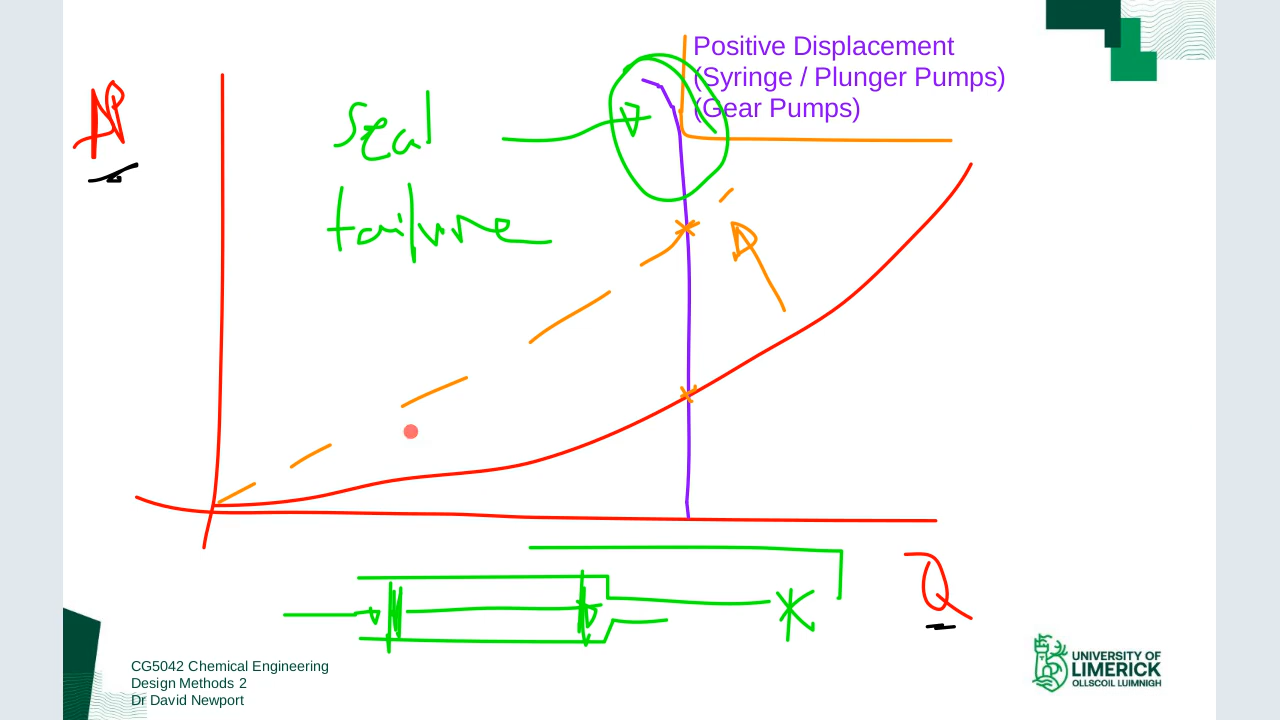 Positive Displacement
(Syringe / Plunger Pumps)
(Gear Pumps)
ΔP
Seal
failure
Q
CG5042 Chemical Engineering
Design Methods 2
Dr David Newport
UNIVERSITY OF
LIMERICK
OLLSCOIL LUIMNIGH